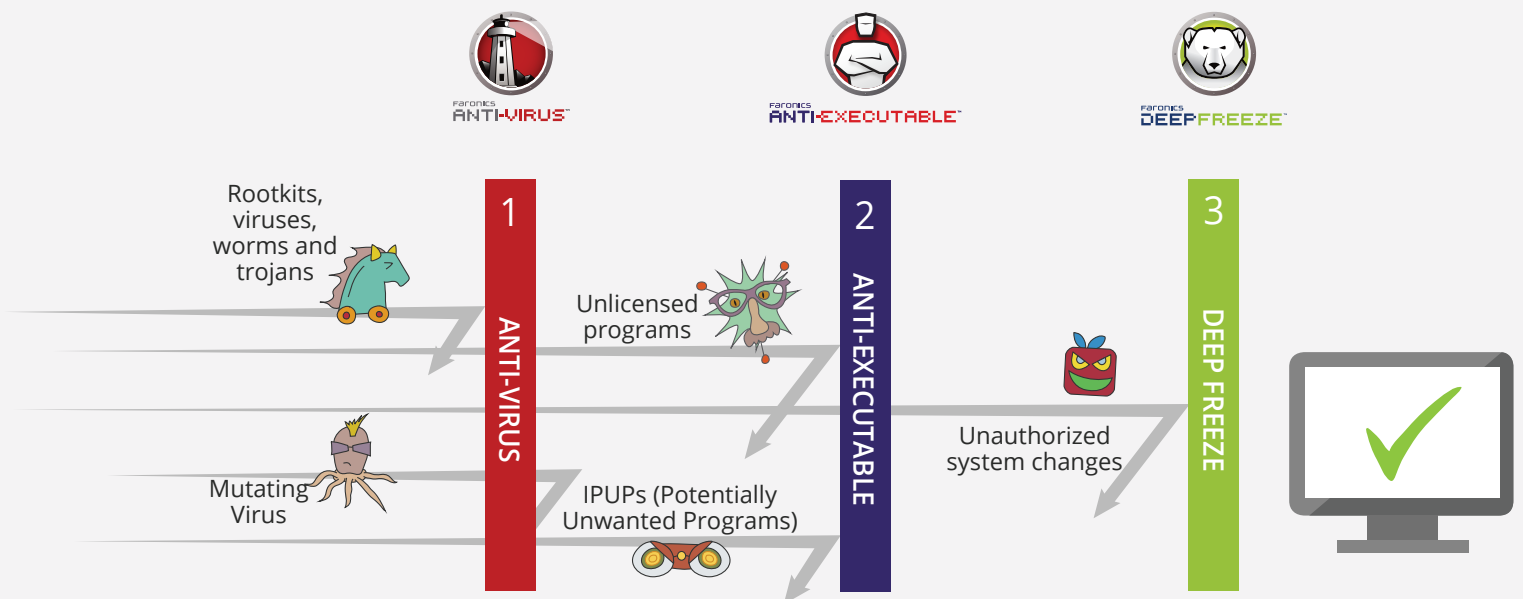 FARONICS
ANTI-VIRUS™
FARONICS
ANTI-EXECUTABLE™
FARONICS
DEEPFREEZE™
Rootkits,
viruses,
worms and
trojans
1
ANTI-VIRUS
Unlicensed
programs
2
ANTI-EXECUTABLE
3
DEEP FREEZE
Unauthorized
system changes
Mutating
Virus
IPUPs (Potentially
Unwanted Programs)